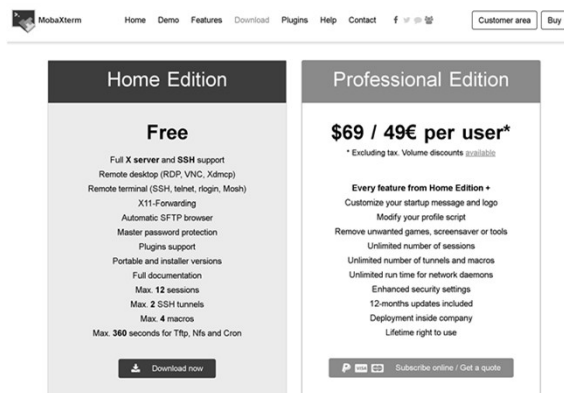 MobaXterm
Home Demo Features Download Plugins Help Contact
Customer area
Buy
Home Edition
Free
Full X server and SSH support
Remote desktop (RDP, VNC, Xdmcp)
Remote terminal (SSH, telnet, rlogin, Mosh)
X11-Forwarding
Automatic SFTP browser
Master password protection
Plugins support
Portable and installer versions
Full documentation
Max. 12 sessions
Max. 2 SSH tunnels
Max. 4 macros
Max. 360 seconds for Tftp, Nfs and Cron
Download now
Professional Edition
$69 / 49€ per user*
* Excluding tax. Volume discounts available
Every feature from Home Edition +
Customize your startup message and logo
Modify your profile script
Remove unwanted games, screensaver or tools
Unlimited number of sessions
Unlimited number of tunnels and macros
Unlimited run time for network daemons
Enhanced security settings
12-months updates included
Deployment inside company
Lifetime right to use
VISA
Subscribe online / Get a quote